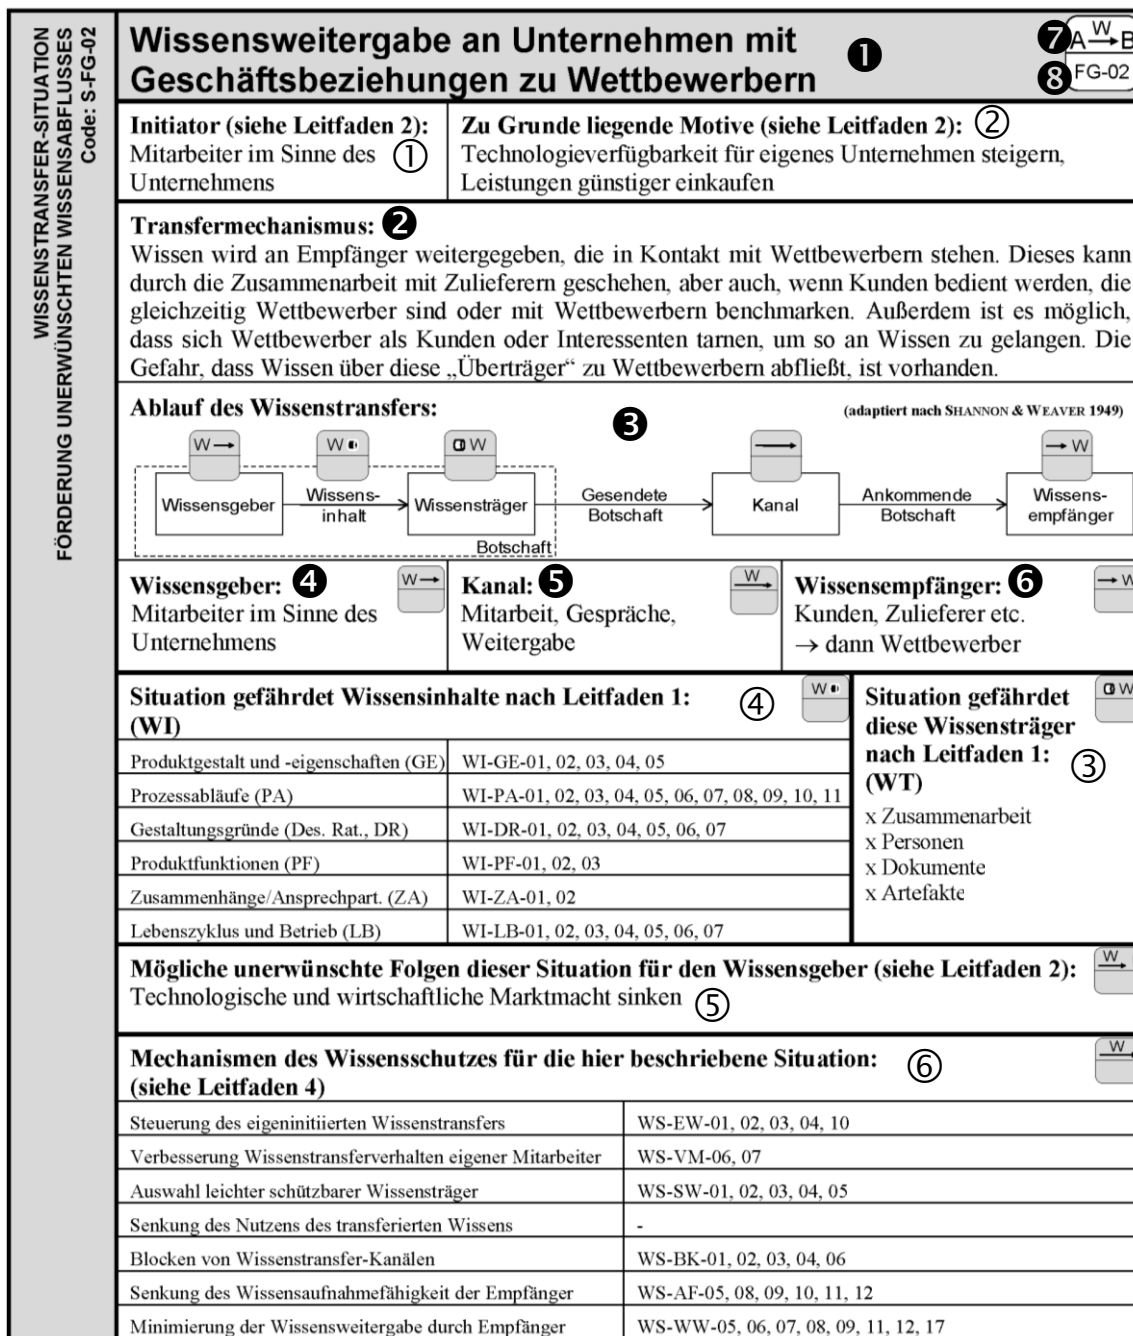 WISSENSTRANSFER-SITUATION
FÖRDERUNG UNERWÜNSCHTEN WISSENSABFLUSSES
Code: S-FG-02
Wissensweitergabe an Unternehmen mit
Geschäftsbeziehungen zu Wettbewerbern
❶
❼ A W B
❽ FG-02
Initiator (siehe Leitfaden 2):
Mitarbeiter im Sinne des ①
Unternehmens
Zu Grunde liegende Motive (siehe Leitfaden 2): ②
Technologieverfügbarkeit für eigenes Unternehmen steigern,
Leistungen günstiger einkaufen
Transfermechanismus: ❷
Wissen wird an Empfänger weitergegeben, die in Kontakt mit Wettbewerbern stehen. Dieses kann
durch die Zusammenarbeit mit Zulieferern geschehen, aber auch, wenn Kunden bedient werden, die
gleichzeitig Wettbewerber sind oder mit Wettbewerbern benchmarken. Außerdem ist es möglich,
dass sich Wettbewerber als Kunden oder Interessenten tarnen, um so an Wissen zu gelangen. Die
Gefahr, dass Wissen über diese „Überträger“ zu Wettbewerbern abfließt, ist vorhanden.
Ablauf des Wissenstransfers: ❸ (adaptiert nach SHANNON & WEAVER 1949)
W→
W
W
→
→ W
Wissensgeber
Wissens-
inhalt
Wissensträger
Gesendete
Botschaft
Kanal
Ankommende
Botschaft
Wissens-
empfänger
Botschaft
Wissensgeber: ❹ W→
Mitarbeiter im Sinne des
Unternehmens
Kanal: ❺ W
Mitarbeit, Gespräche,
Weitergabe
Wissensempfänger: ❻ → W
Kunden, Zulieferer etc.
→ dann Wettbewerber
Situation gefährdet Wissensinhalte nach Leitfaden 1: ④ W
(WI)
Produktgestalt und -eigenschaften (GE) WI-GE-01, 02, 03, 04, 05
Prozessabläufe (PA) WI-PA-01, 02, 03, 04, 05, 06, 07, 08, 09, 10, 11
Gestaltungsgründe (Des. Rat., DR) WI-DR-01, 02, 03, 04, 05, 06, 07
Produktfunktionen (PF) WI-PF-01, 02, 03
Zusammenhänge/Ansprechpart. (ZA) WI-ZA-01, 02
Lebenszyklus und Betrieb (LB) WI-LB-01, 02, 03, 04, 05, 06, 07
Situation gefährdet W
diese Wissensträger
nach Leitfaden 1: ③
(WT)
x Zusammenarbeit
x Personen
x Dokumente
x Artefakte
Mögliche unerwünschte Folgen dieser Situation für den Wissensgeber (siehe Leitfaden 2): W
Technologische und wirtschaftliche Marktmacht sinken ⑤
Mechanismen des Wissensschutzes für die hier beschriebene Situation: ⑥ W
(siehe Leitfaden 4)
Steuerung des eigeninitiierten Wissenstransfers WS-EW-01, 02, 03, 04, 10
Verbesserung Wissenstransferverhalten eigener Mitarbeiter WS-VM-06, 07
Auswahl leichter schützbarer Wissensträger WS-SW-01, 02, 03, 04, 05
Senkung des Nutzens des transferierten Wissens -
Blocken von Wissenstransfer-Kanälen WS-BK-01, 02, 03, 04, 06
Senkung des Wissensaufnahmefähigkeit der Empfänger WS-AF-05, 08, 09, 10, 11, 12
Minimierung der Wissensweitergabe durch Empfänger WS-WW-05, 06, 07, 08, 09, 11, 12, 17